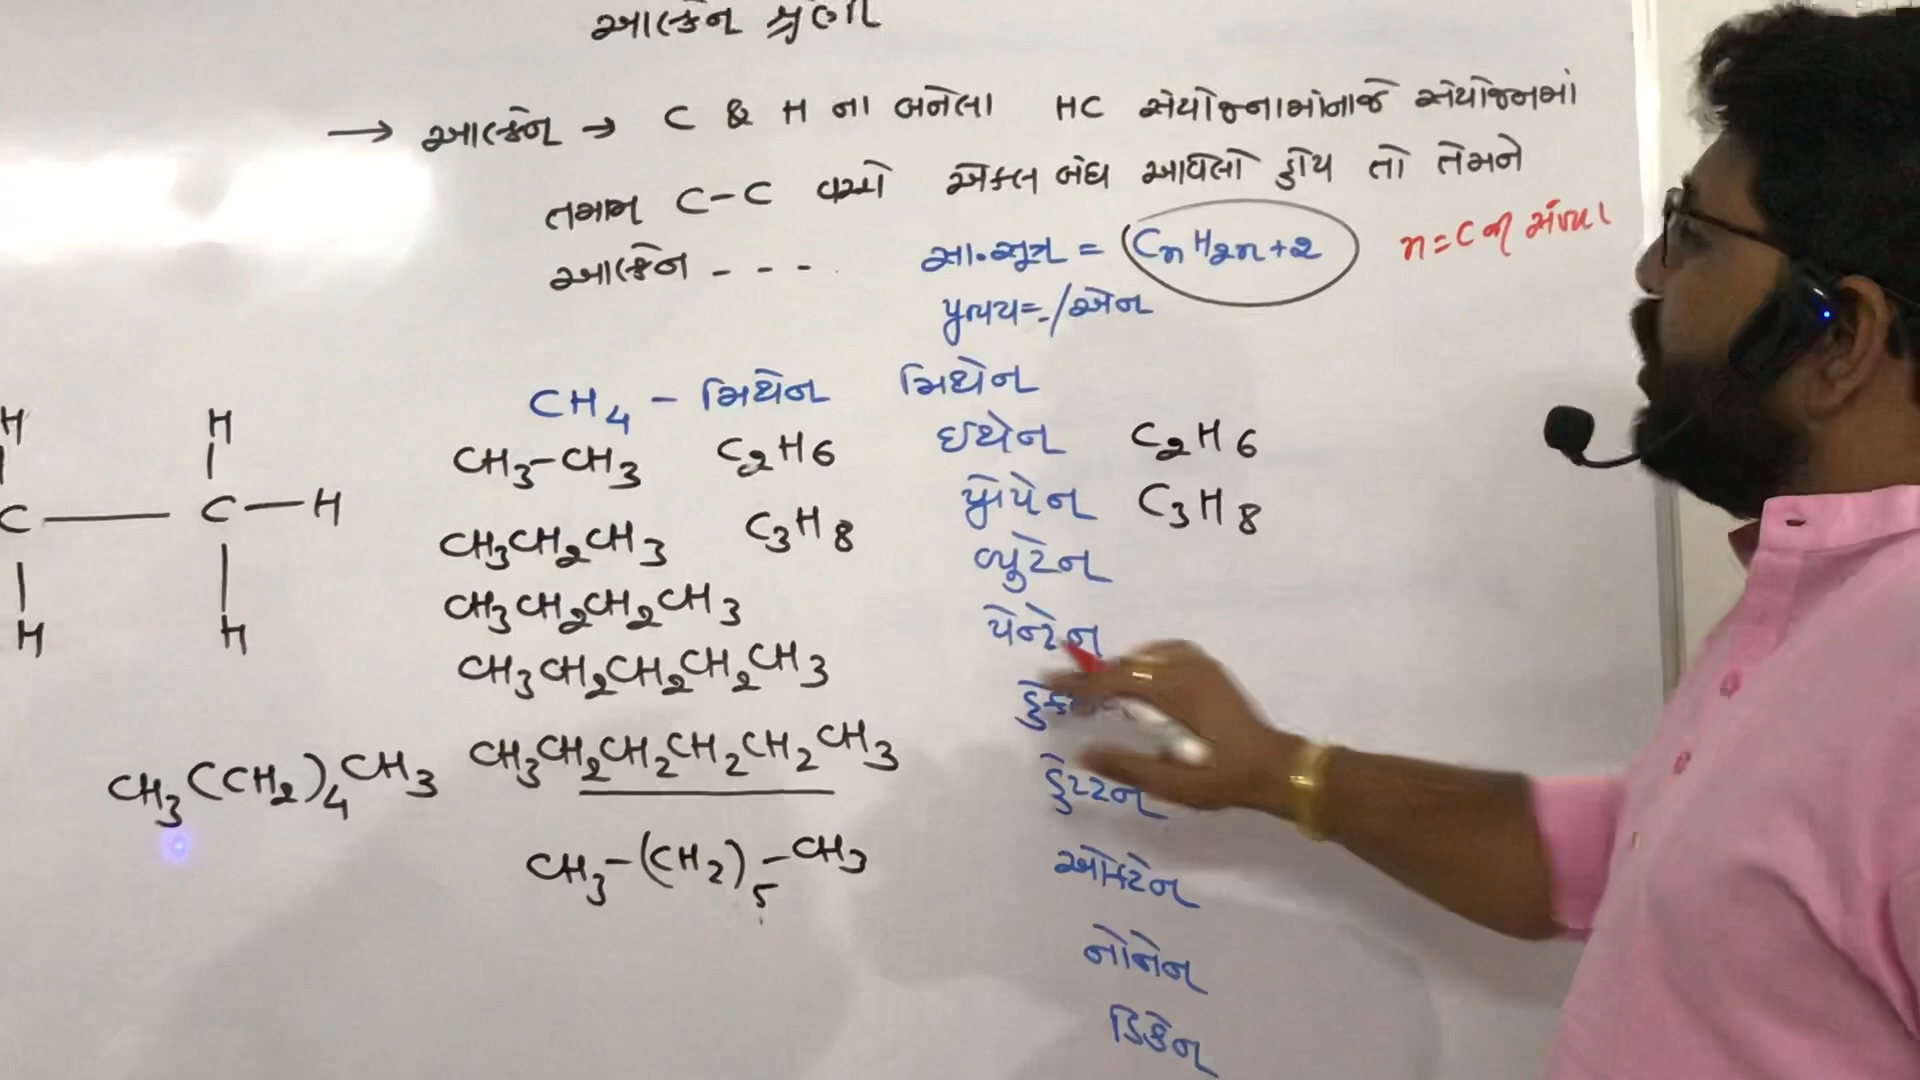 આલ્કેન શ્રેણી
→ આલ્કેન → C & H ના બનેલા HC સંયોજનોમાંના જે સંયોજનમાં
તમામ C-C વચ્ચે એકલ બંધ આવેલો હોય તો તેમને
આલ્કેન - - - .
સા.સૂત્ર = CnH2n+2
n = C ની સંખ્યા
પ્રત્યય = - / એન
CH4 - મિથેન મિથેન
CH3-CH3 C2H6 ઇથેન C2H6
CH3CH2CH3 C3H8 પ્રોપેન C3H8
CH3CH2CH2CH3 બ્યુટેન
CH3CH2CH2CH2CH3 પેન્ટેન
CH3(CH2)4CH3 CH3CH2CH2CH2CH2CH3
CH3-(CH2)5-CH3 હેપ્ટેન
ઓક્ટેન
નોનેન
ડિકેન
H H
C — C — H
H H